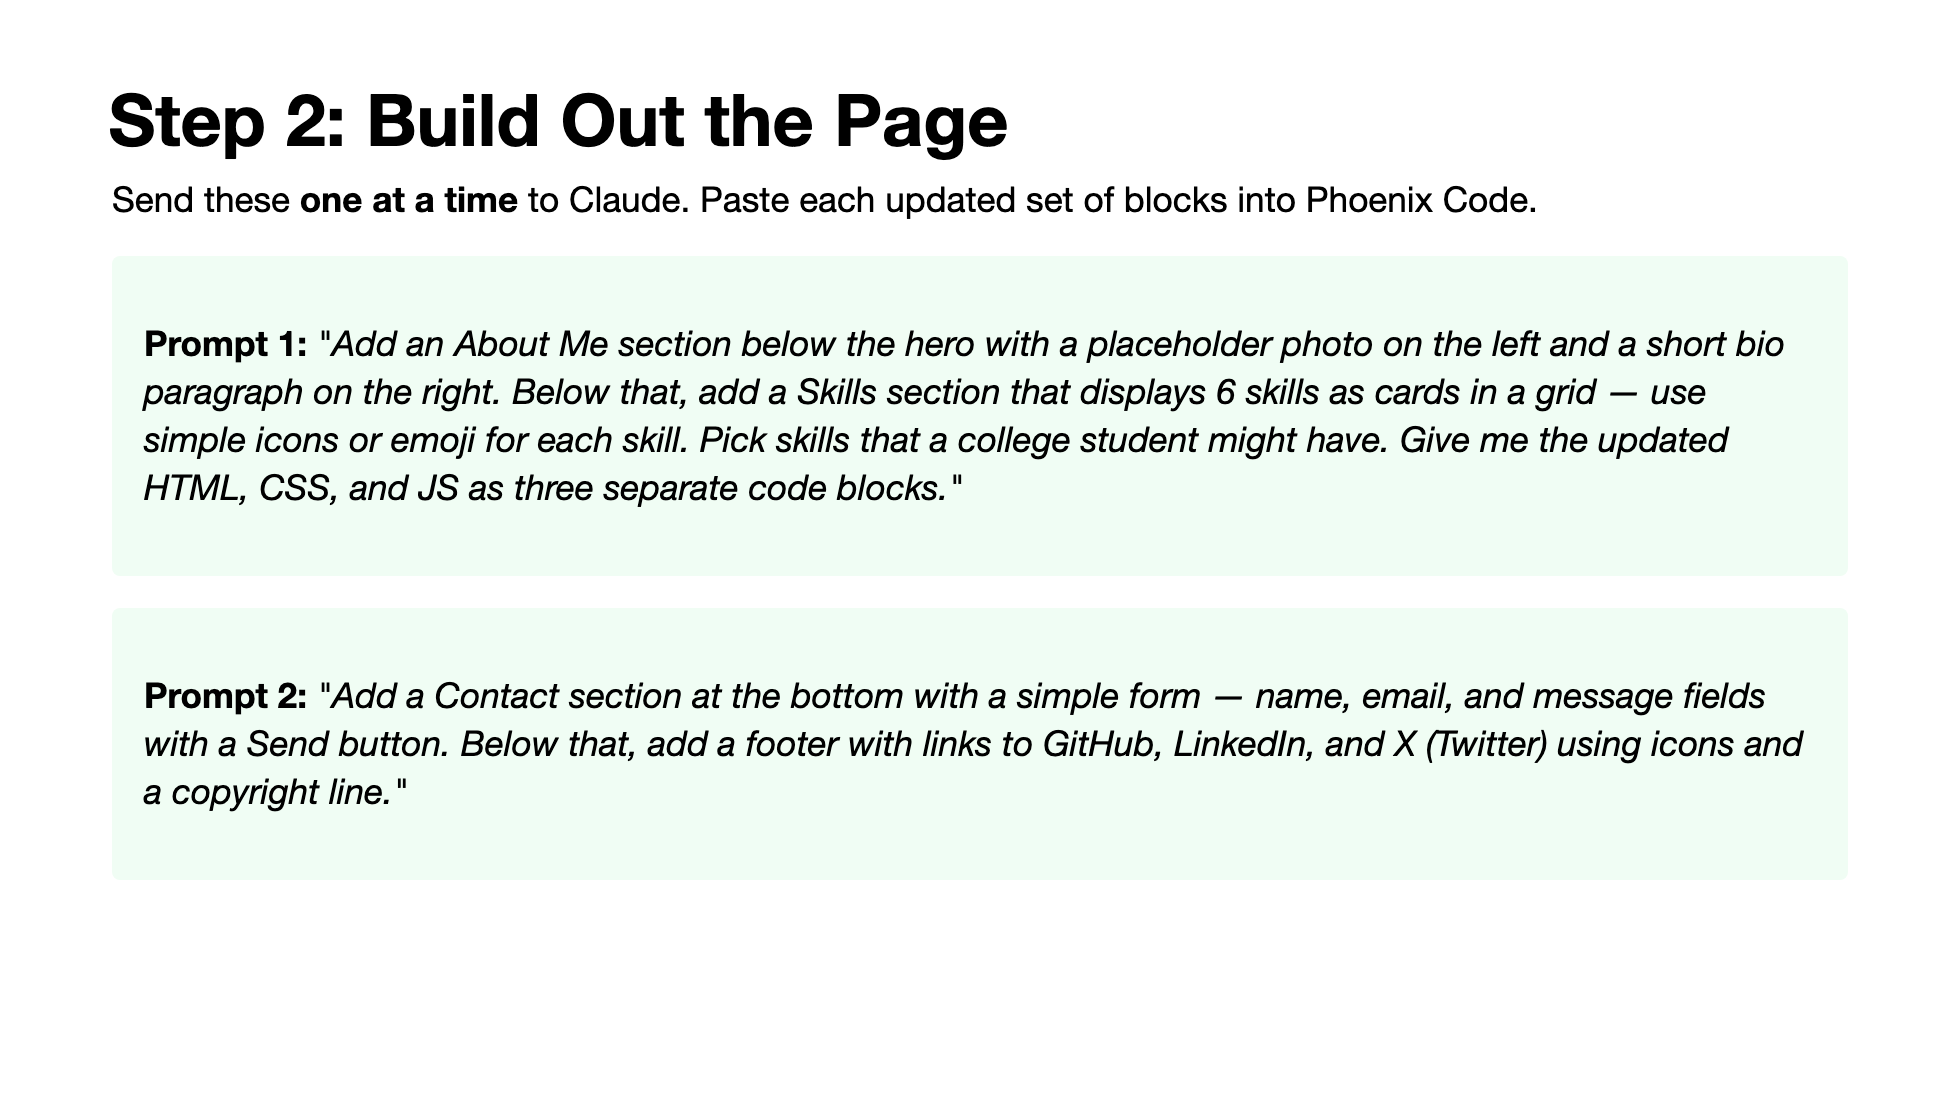 Step 2: Build Out the Page
Send these one at a time to Claude. Paste each updated set of blocks into Phoenix Code.
Prompt 1: "Add an About Me section below the hero with a placeholder photo on the left and a short bio
paragraph on the right. Below that, add a Skills section that displays 6 skills as cards in a grid — use
simple icons or emoji for each skill. Pick skills that a college student might have. Give me the updated
HTML, CSS, and JS as three separate code blocks."
Prompt 2: "Add a Contact section at the bottom with a simple form — name, email, and message fields
with a Send button. Below that, add a footer with links to GitHub, LinkedIn, and X (Twitter) using icons and
a copyright line."